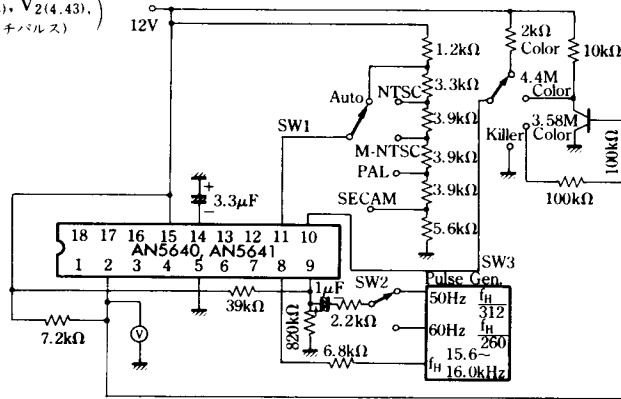 ), V2(4.43),
チパルス)
12V
1.2kΩ
2kΩ
Color
10kΩ
3.3kΩ
4.4M
Color
Auto
NTSC
SW1
3.9kΩ
3.58M
Color
Killer
M-NTSC
3.9kΩ
PAL
100kΩ
3.9kΩ
100kΩ
SECAM
5.6kΩ
+
3.3μF
−
18 17 16 15 14 13 12 11 10
AN5640, AN5641
1 2 3 4 5 6 7 8 9
SW3
39kΩ
1μF
SW2
Pulse Gen.
50Hz fH/312
2.2kΩ
820kΩ
60Hz fH/260
7.2kΩ
V
6.8kΩ
fH 15.6~
16.0kHz